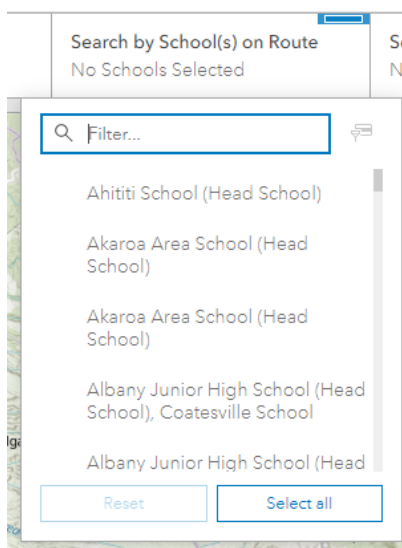 Search by School(s) on Route
No Schools Selected
Filter...
Ahititi School (Head School)
Akaroa Area School (Head
School)
Akaroa Area School (Head
School)
Albany Junior High School (Head
School), Coatesville School
Albany Junior High School (Head
Reset
Select all